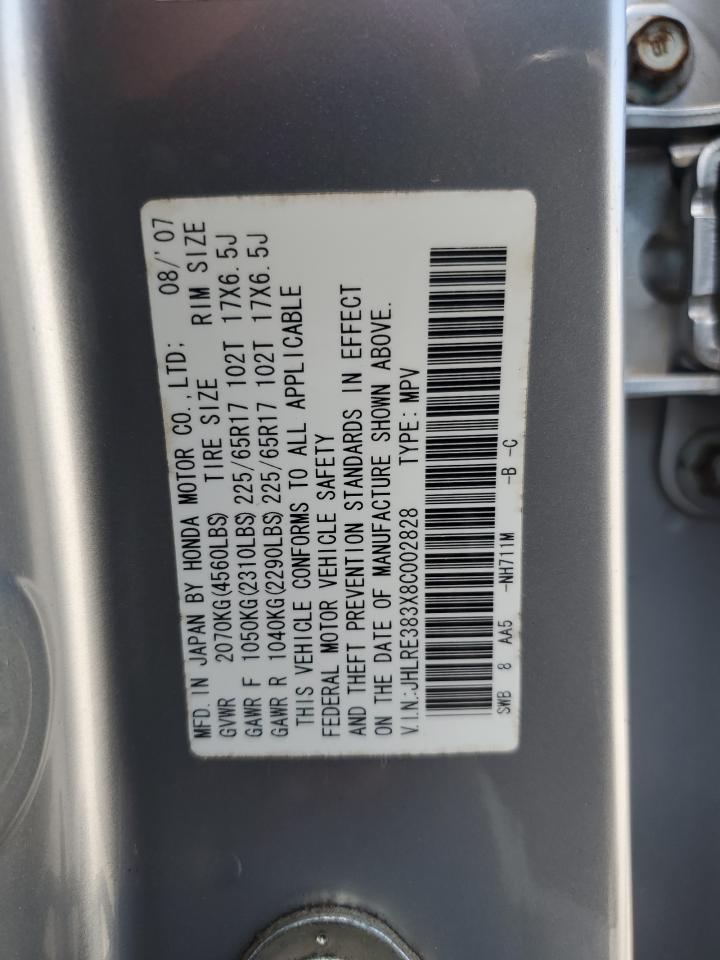 MFD. IN JAPAN BY HONDA MOTOR CO., LTD; 08/'07
GVWR 2070KG(4560LBS) TIRE SIZE RIM SIZE
GAWR F 1050KG(2310LBS) 225/65R17 102T 17X6.5J
GAWR R 1040KG(2290LBS) 225/65R17 102T 17X6.5J
THIS VEHICLE CONFORMS TO ALL APPLICABLE
FEDERAL MOTOR VEHICLE SAFETY
AND THEFT PREVENTION STANDARDS IN EFFECT
ON THE DATE OF MANUFACTURE SHOWN ABOVE.
V.I.N.:JHLRE383X8C002828 TYPE: MPV
SWB 8 AA5 -NH711M -B -C